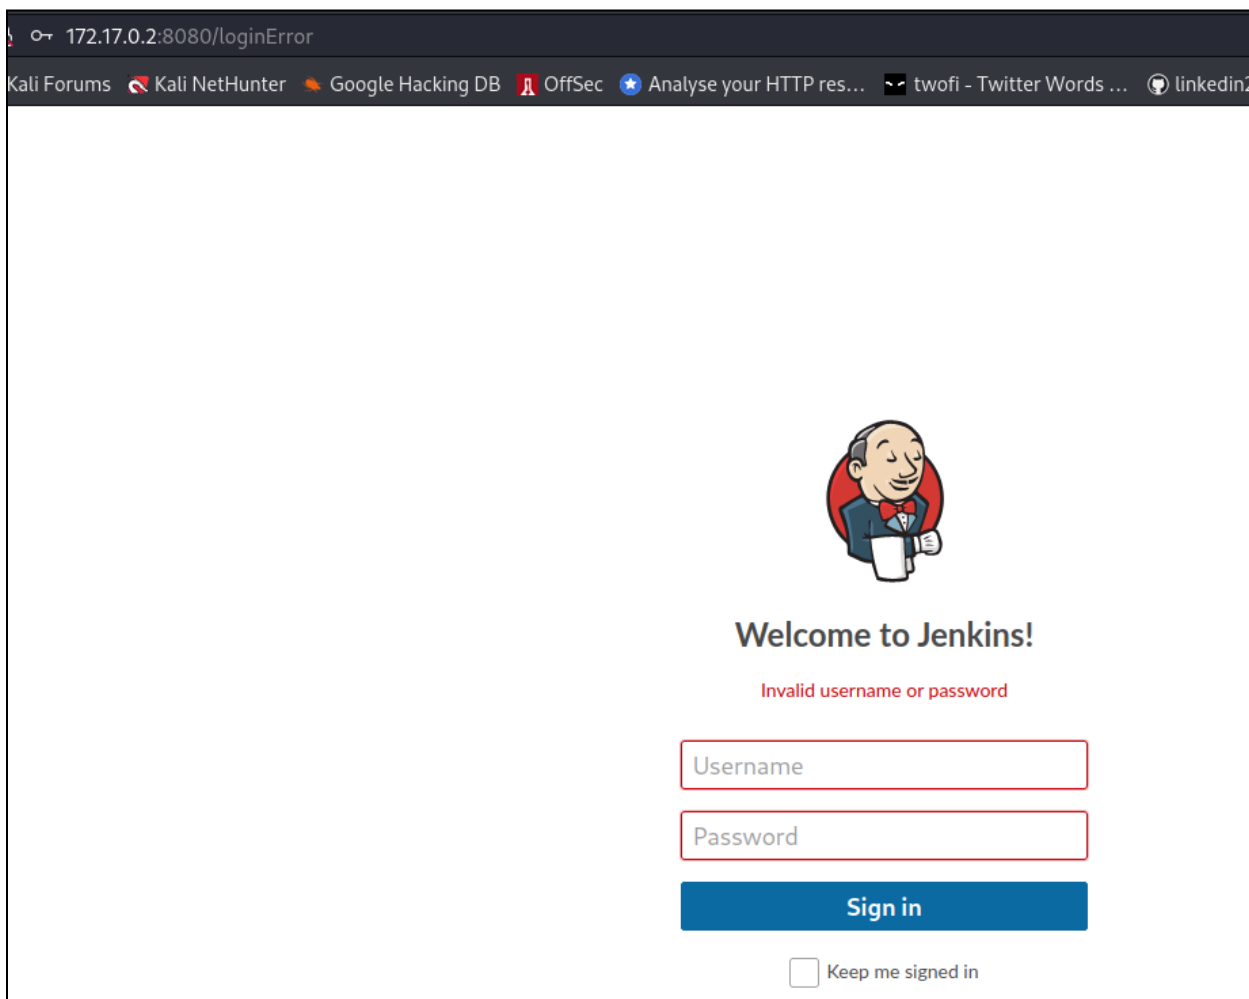 172.17.0.2:8080/loginError
Kali Forums Kali NetHunter Google Hacking DB OffSec Analyse your HTTP res... twofi - Twitter Words ... linkedin2
Welcome to Jenkins!
Invalid username or password
Username
Password
Sign in
Keep me signed in